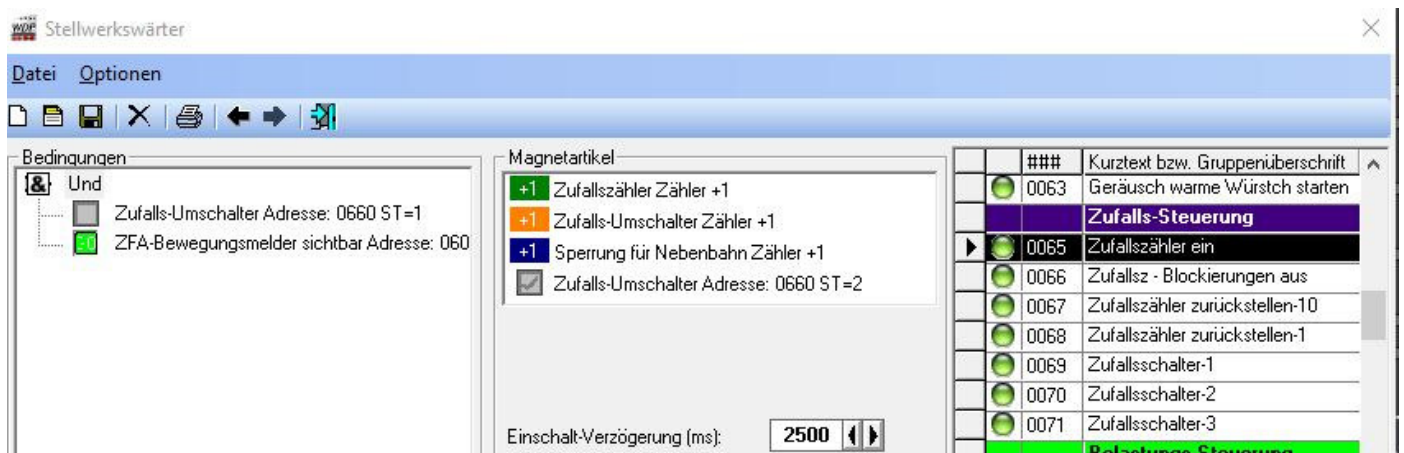 WDP Stellwerkswärter
Datei Optionen
Bedingungen
& Und
Zufalls-Umschalter Adresse: 0660 ST=1
ZFA-Bewegungsmelder sichtbar Adresse: 060
Magnetartikel
+1 Zufallszähler Zähler +1
+1 Zufalls-Umschalter Zähler +1
+1 Sperrung für Nebenbahn Zähler +1
Zufalls-Umschalter Adresse: 0660 ST=2
Einschalt-Verzögerung (ms): 2500
### Kurztext bzw. Gruppenüberschrift
0063 Geräusch warme Würstch starten
Zufalls-Steuerung
0065 Zufallszähler ein
0066 Zufallsz - Blockierungen aus
0067 Zufallszähler zurückstellen-10
0068 Zufallszähler zurückstellen-1
0069 Zufallsschalter-1
0070 Zufallsschalter-2
0071 Zufallsschalter-3